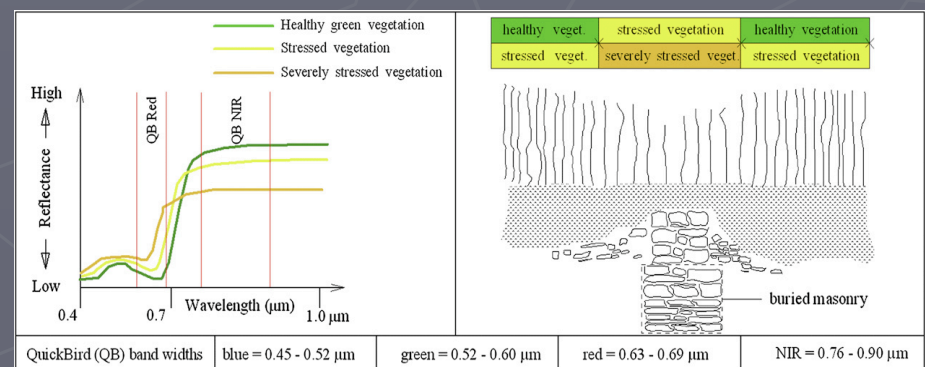 Healthy green vegetation
Stressed vegetation
Severely stressed vegetation
High
Reflectance
Low
QB Red
QB NIR
Wavelength (μm)
0.4
0.7
1.0 μm
healthy veget.
stressed vegetation
healthy vegetation
stressed veget.
severely stressed veget.
stressed vegetation
buried masonry
QuickBird (QB) band widths
blue = 0.45 - 0.52 μm
green = 0.52 - 0.60 μm
red = 0.63 - 0.69 μm
NIR = 0.76 - 0.90 μm